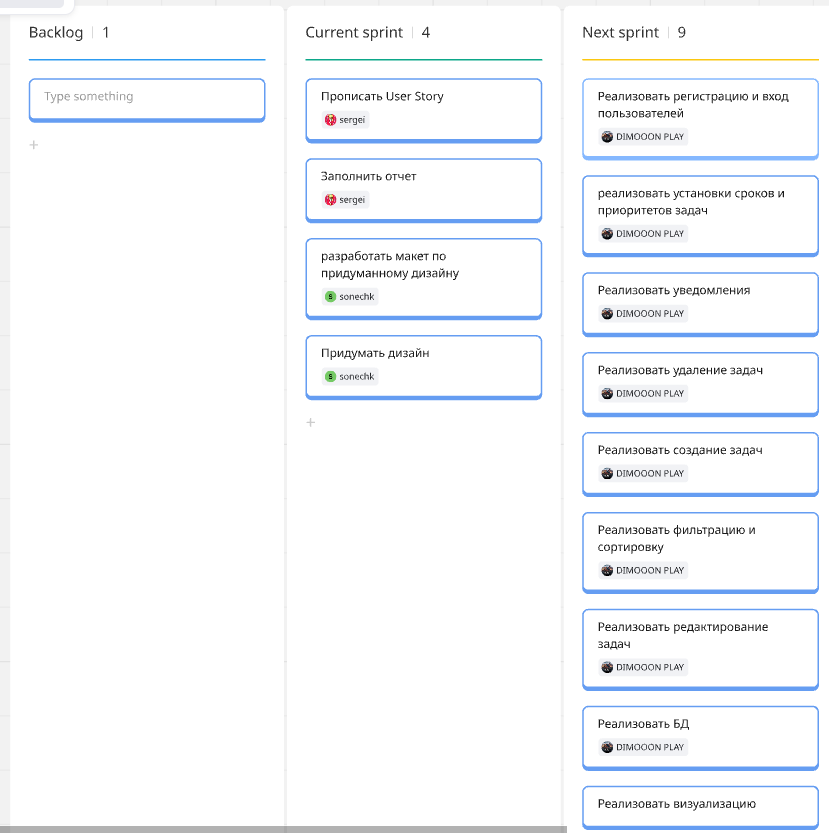 Backlog 1
Type something
Current sprint 4
Прописать User Story
sergei
Заполнить отчет
sergei
разработать макет по
придуманному дизайну
S sonechk
Придумать дизайн
S sonechk
Next sprint 9
Реализовать регистрацию и вход
пользователей
DIMOOON PLAY
реализовать установки сроков и
приоритетов задач
DIMOOON PLAY
Реализовать уведомления
DIMOOON PLAY
Реализовать удаление задач
DIMOOON PLAY
Реализовать создание задач
DIMOOON PLAY
Реализовать фильтрацию и
сортировку
DIMOOON PLAY
Реализовать редактирование
задач
DIMOOON PLAY
Реализовать БД
DIMOOON PLAY
Реализовать визуализацию